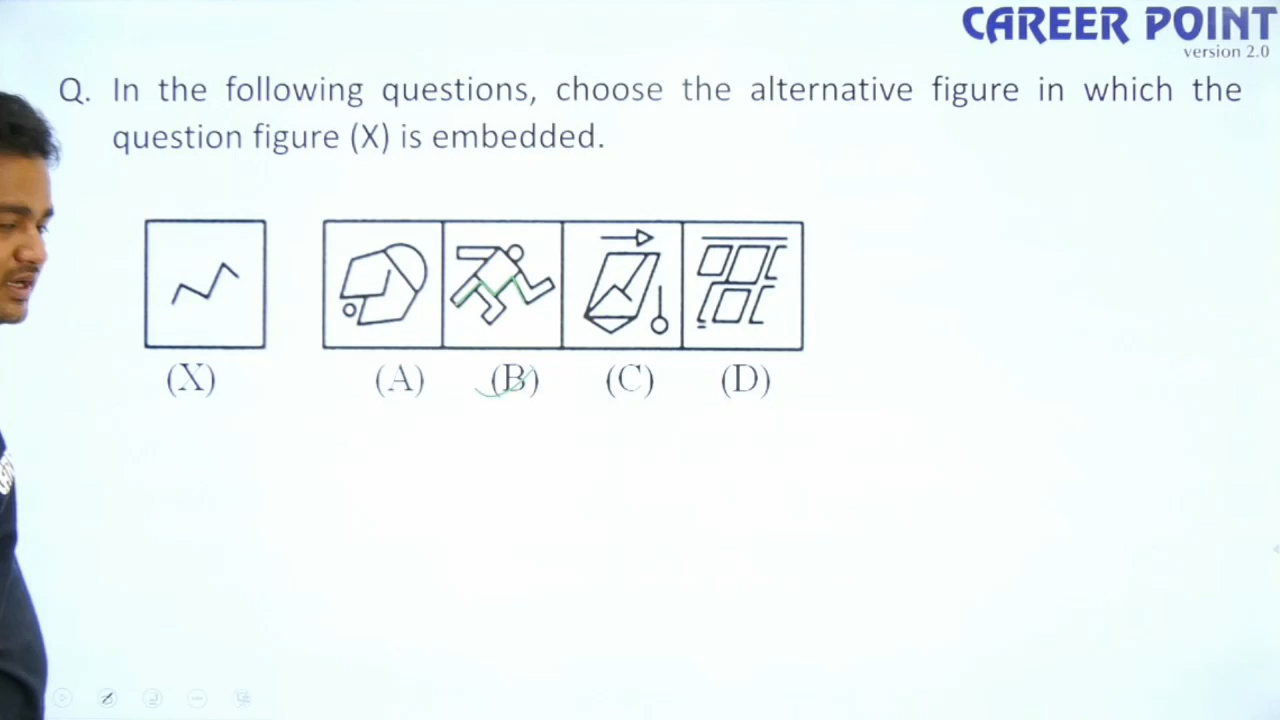 CAREER POINT
version 2.0
Q. In the following questions, choose the alternative figure in which the
question figure (X) is embedded.
(X) (A) (B) (C) (D)